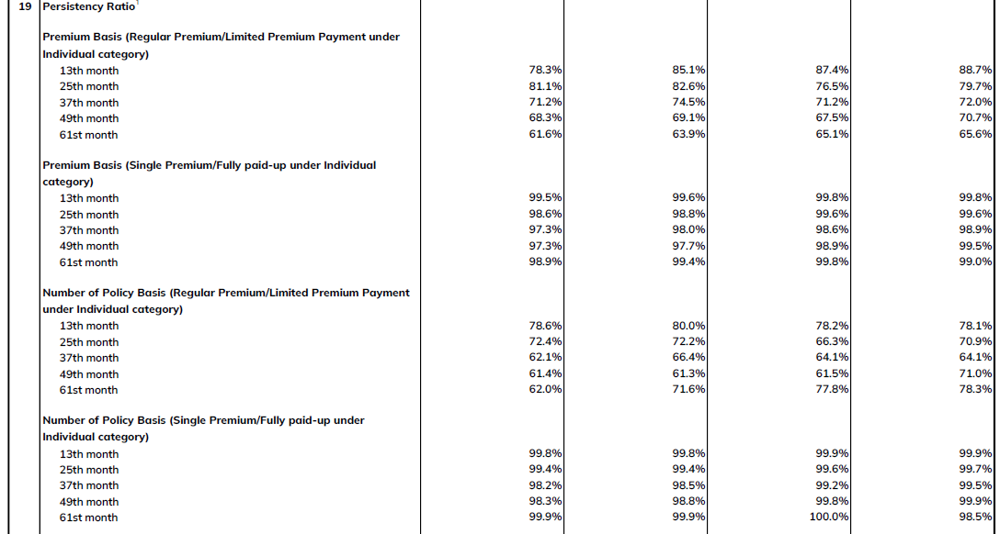 19 Persistency Ratio¹
Premium Basis (Regular Premium/Limited Premium Payment under
Individual category)
13th month 78.3% 85.1% 87.4% 88.7%
25th month 81.1% 82.6% 76.5% 79.7%
37th month 71.2% 74.5% 71.2% 72.0%
49th month 68.3% 69.1% 67.5% 70.7%
61st month 61.6% 63.9% 65.1% 65.6%
Premium Basis (Single Premium/Fully paid-up under Individual
category)
13th month 99.5% 99.6% 99.8% 99.8%
25th month 98.6% 98.8% 99.6% 99.6%
37th month 97.3% 98.0% 98.6% 98.9%
49th month 97.3% 97.7% 98.9% 99.5%
61st month 98.9% 99.4% 99.8% 99.0%
Number of Policy Basis (Regular Premium/Limited Premium Payment
under Individual category)
13th month 78.6% 80.0% 78.2% 78.1%
25th month 72.4% 72.2% 66.3% 70.9%
37th month 62.1% 66.4% 64.1% 64.1%
49th month 61.4% 61.3% 61.5% 71.0%
61st month 62.0% 71.6% 77.8% 78.3%
Number of Policy Basis (Single Premium/Fully paid-up under
Individual category)
13th month 99.8% 99.8% 99.9% 99.9%
25th month 99.4% 99.4% 99.6% 99.7%
37th month 98.2% 98.5% 99.2% 99.5%
49th month 98.3% 98.8% 99.8% 99.9%
61st month 99.9% 99.9% 100.0% 98.5%